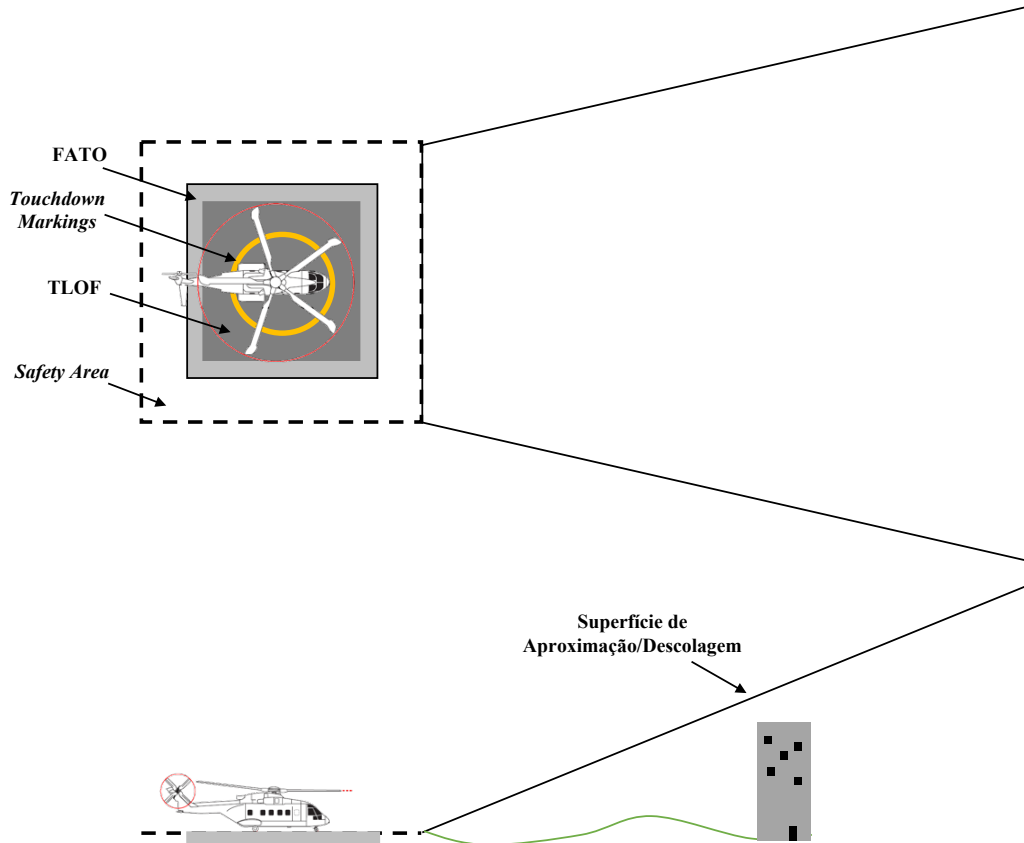 FATO
Touchdown
Markings
TLOF
Safety Area
Superfície de
Aproximação/Descolagem